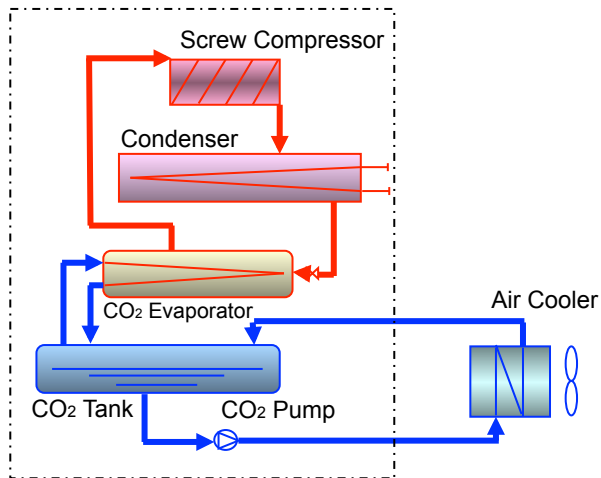 Screw Compressor
Condenser
CO₂ Evaporator
Air Cooler
CO₂ Tank
CO₂ Pump